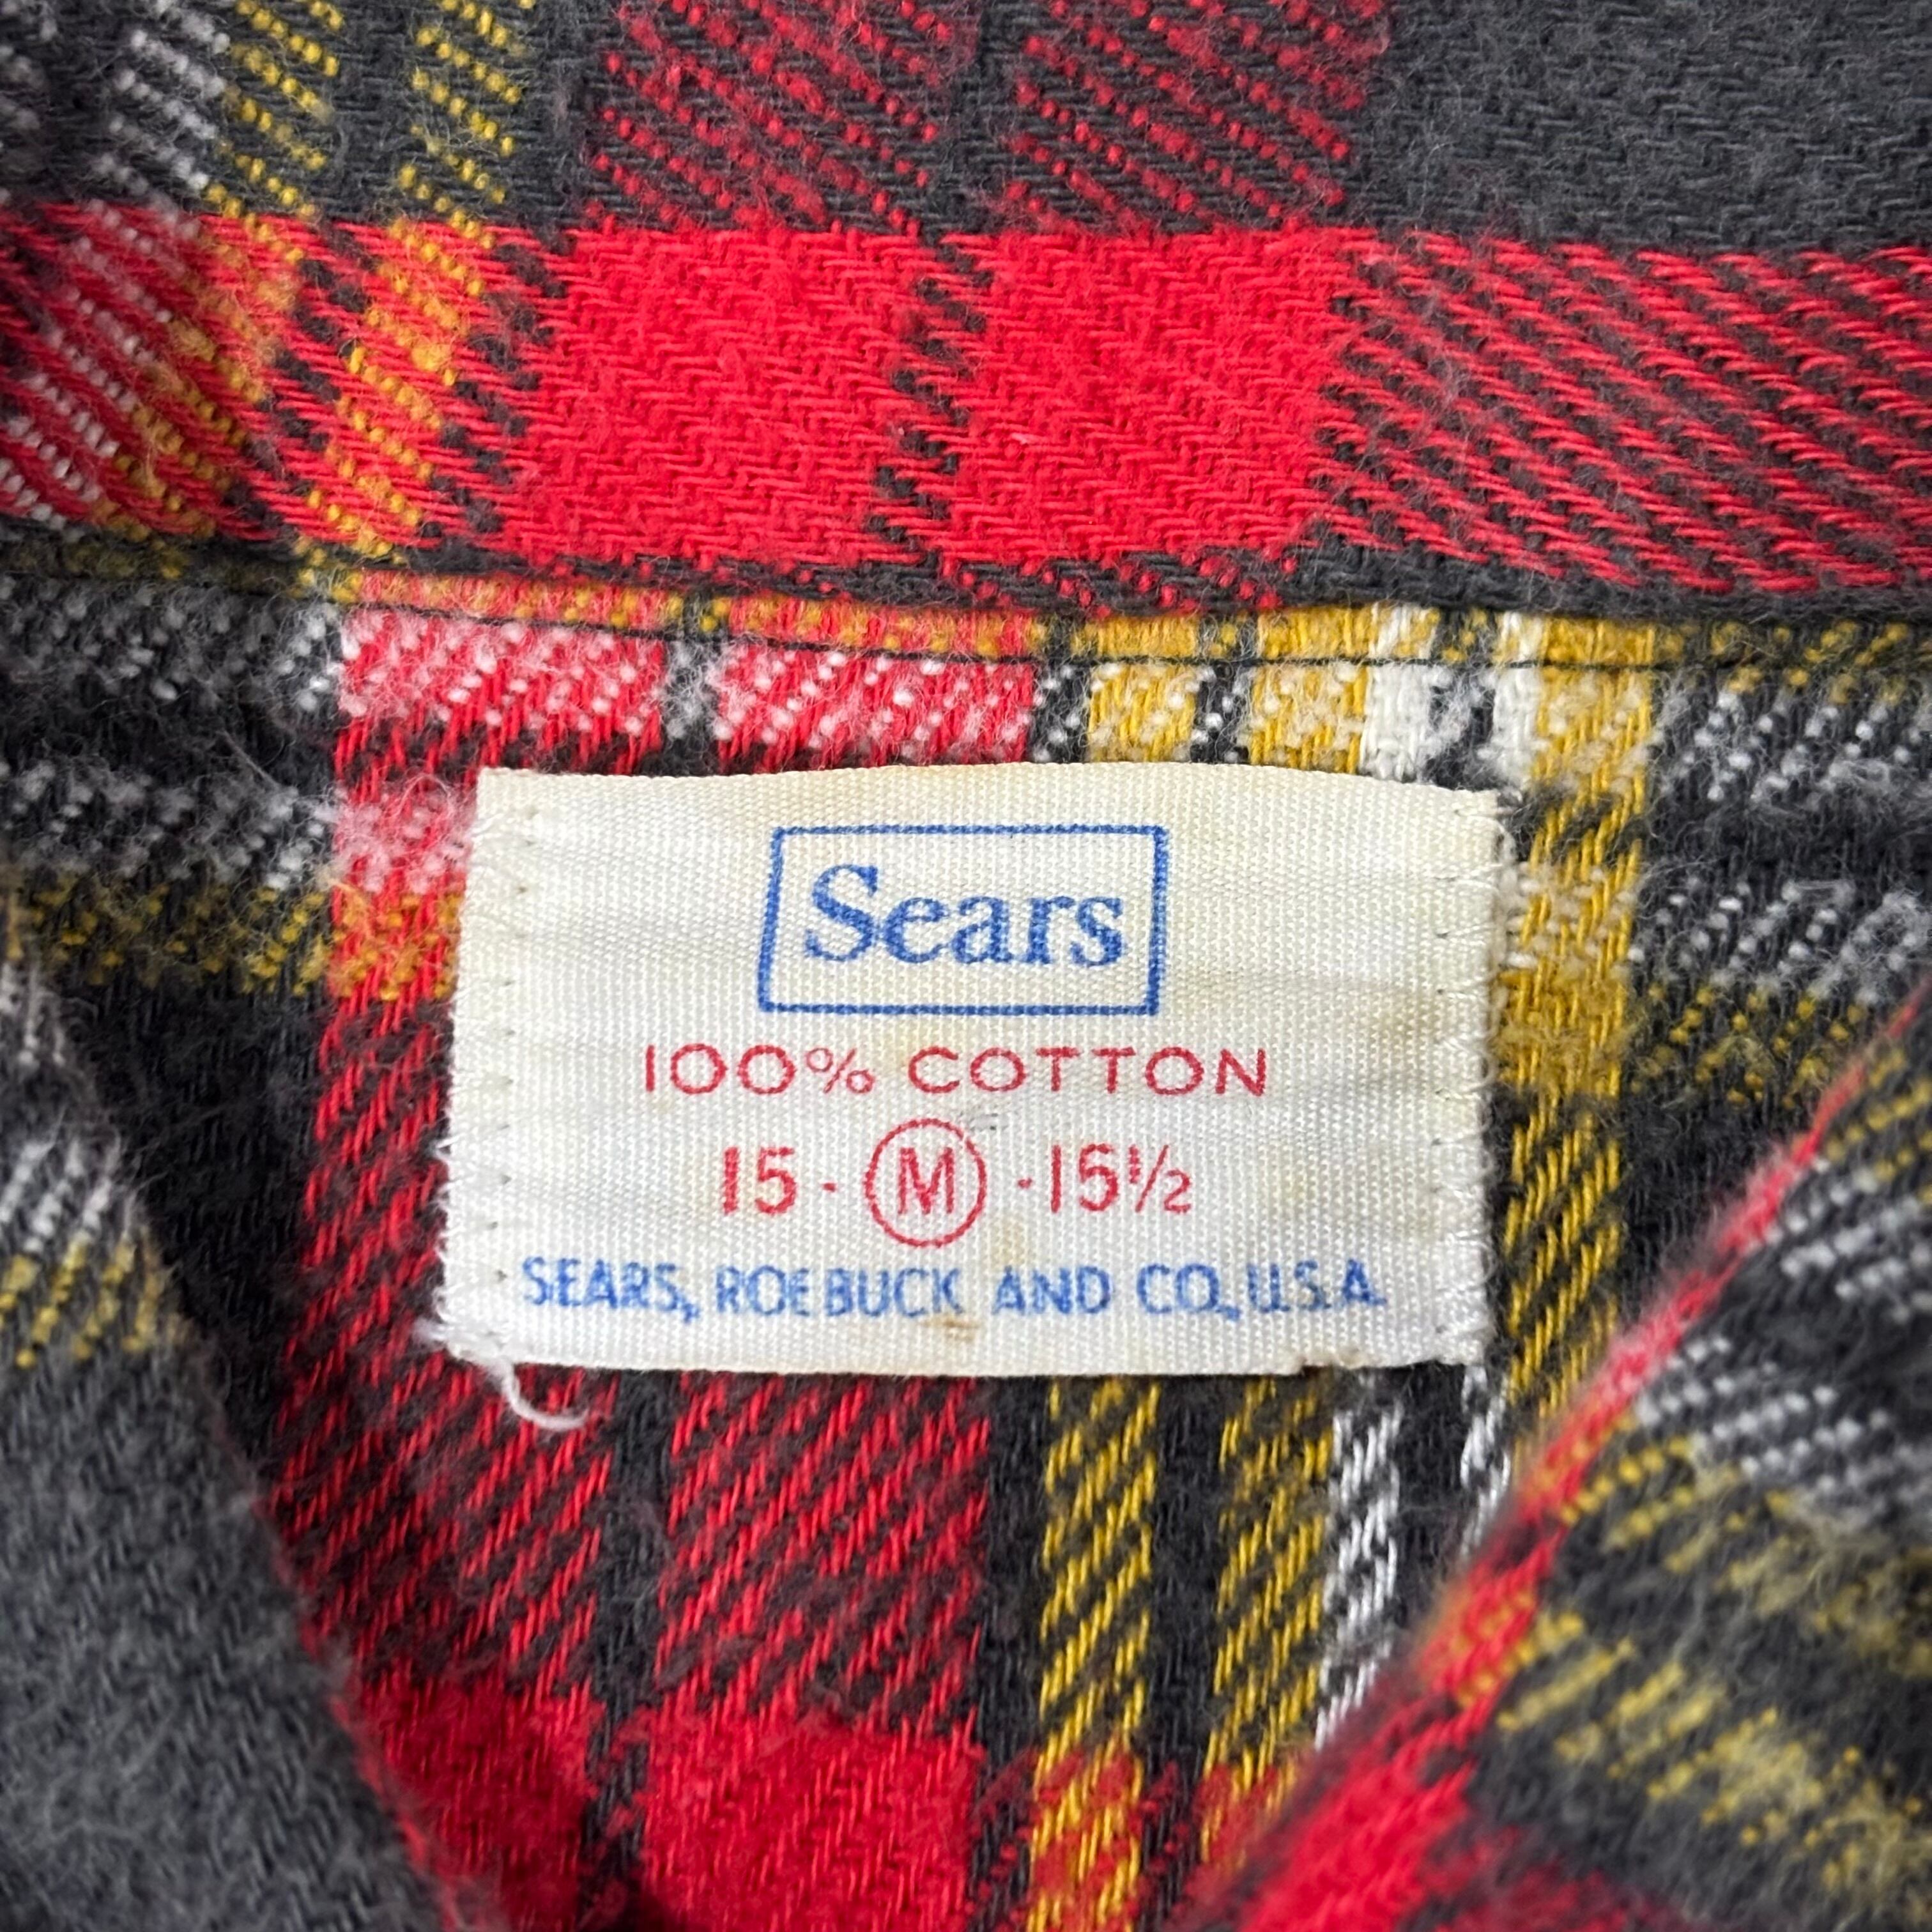 Sears
100% COTTON
15 - M - 15½
SEARS, ROEBUCK AND CO., U.S.A.